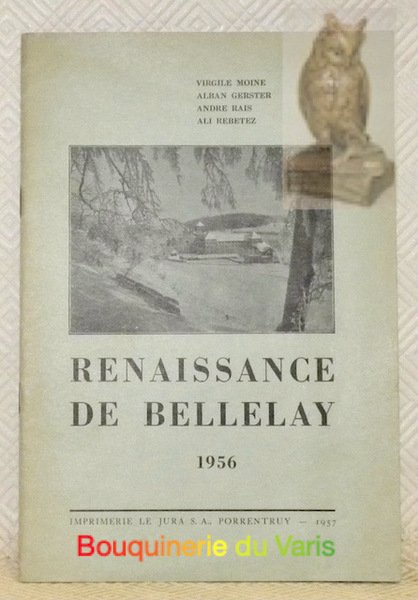 VIRGILE MOINE
ALBAN GERSTER
ANDRE RAIS
ALI REBETEZ
RENAISSANCE
DE BELLELAY
1956
IMPRIMERIE LE JURA S. A., PORRENTRUY — 1957
Bouquinerie du Varis